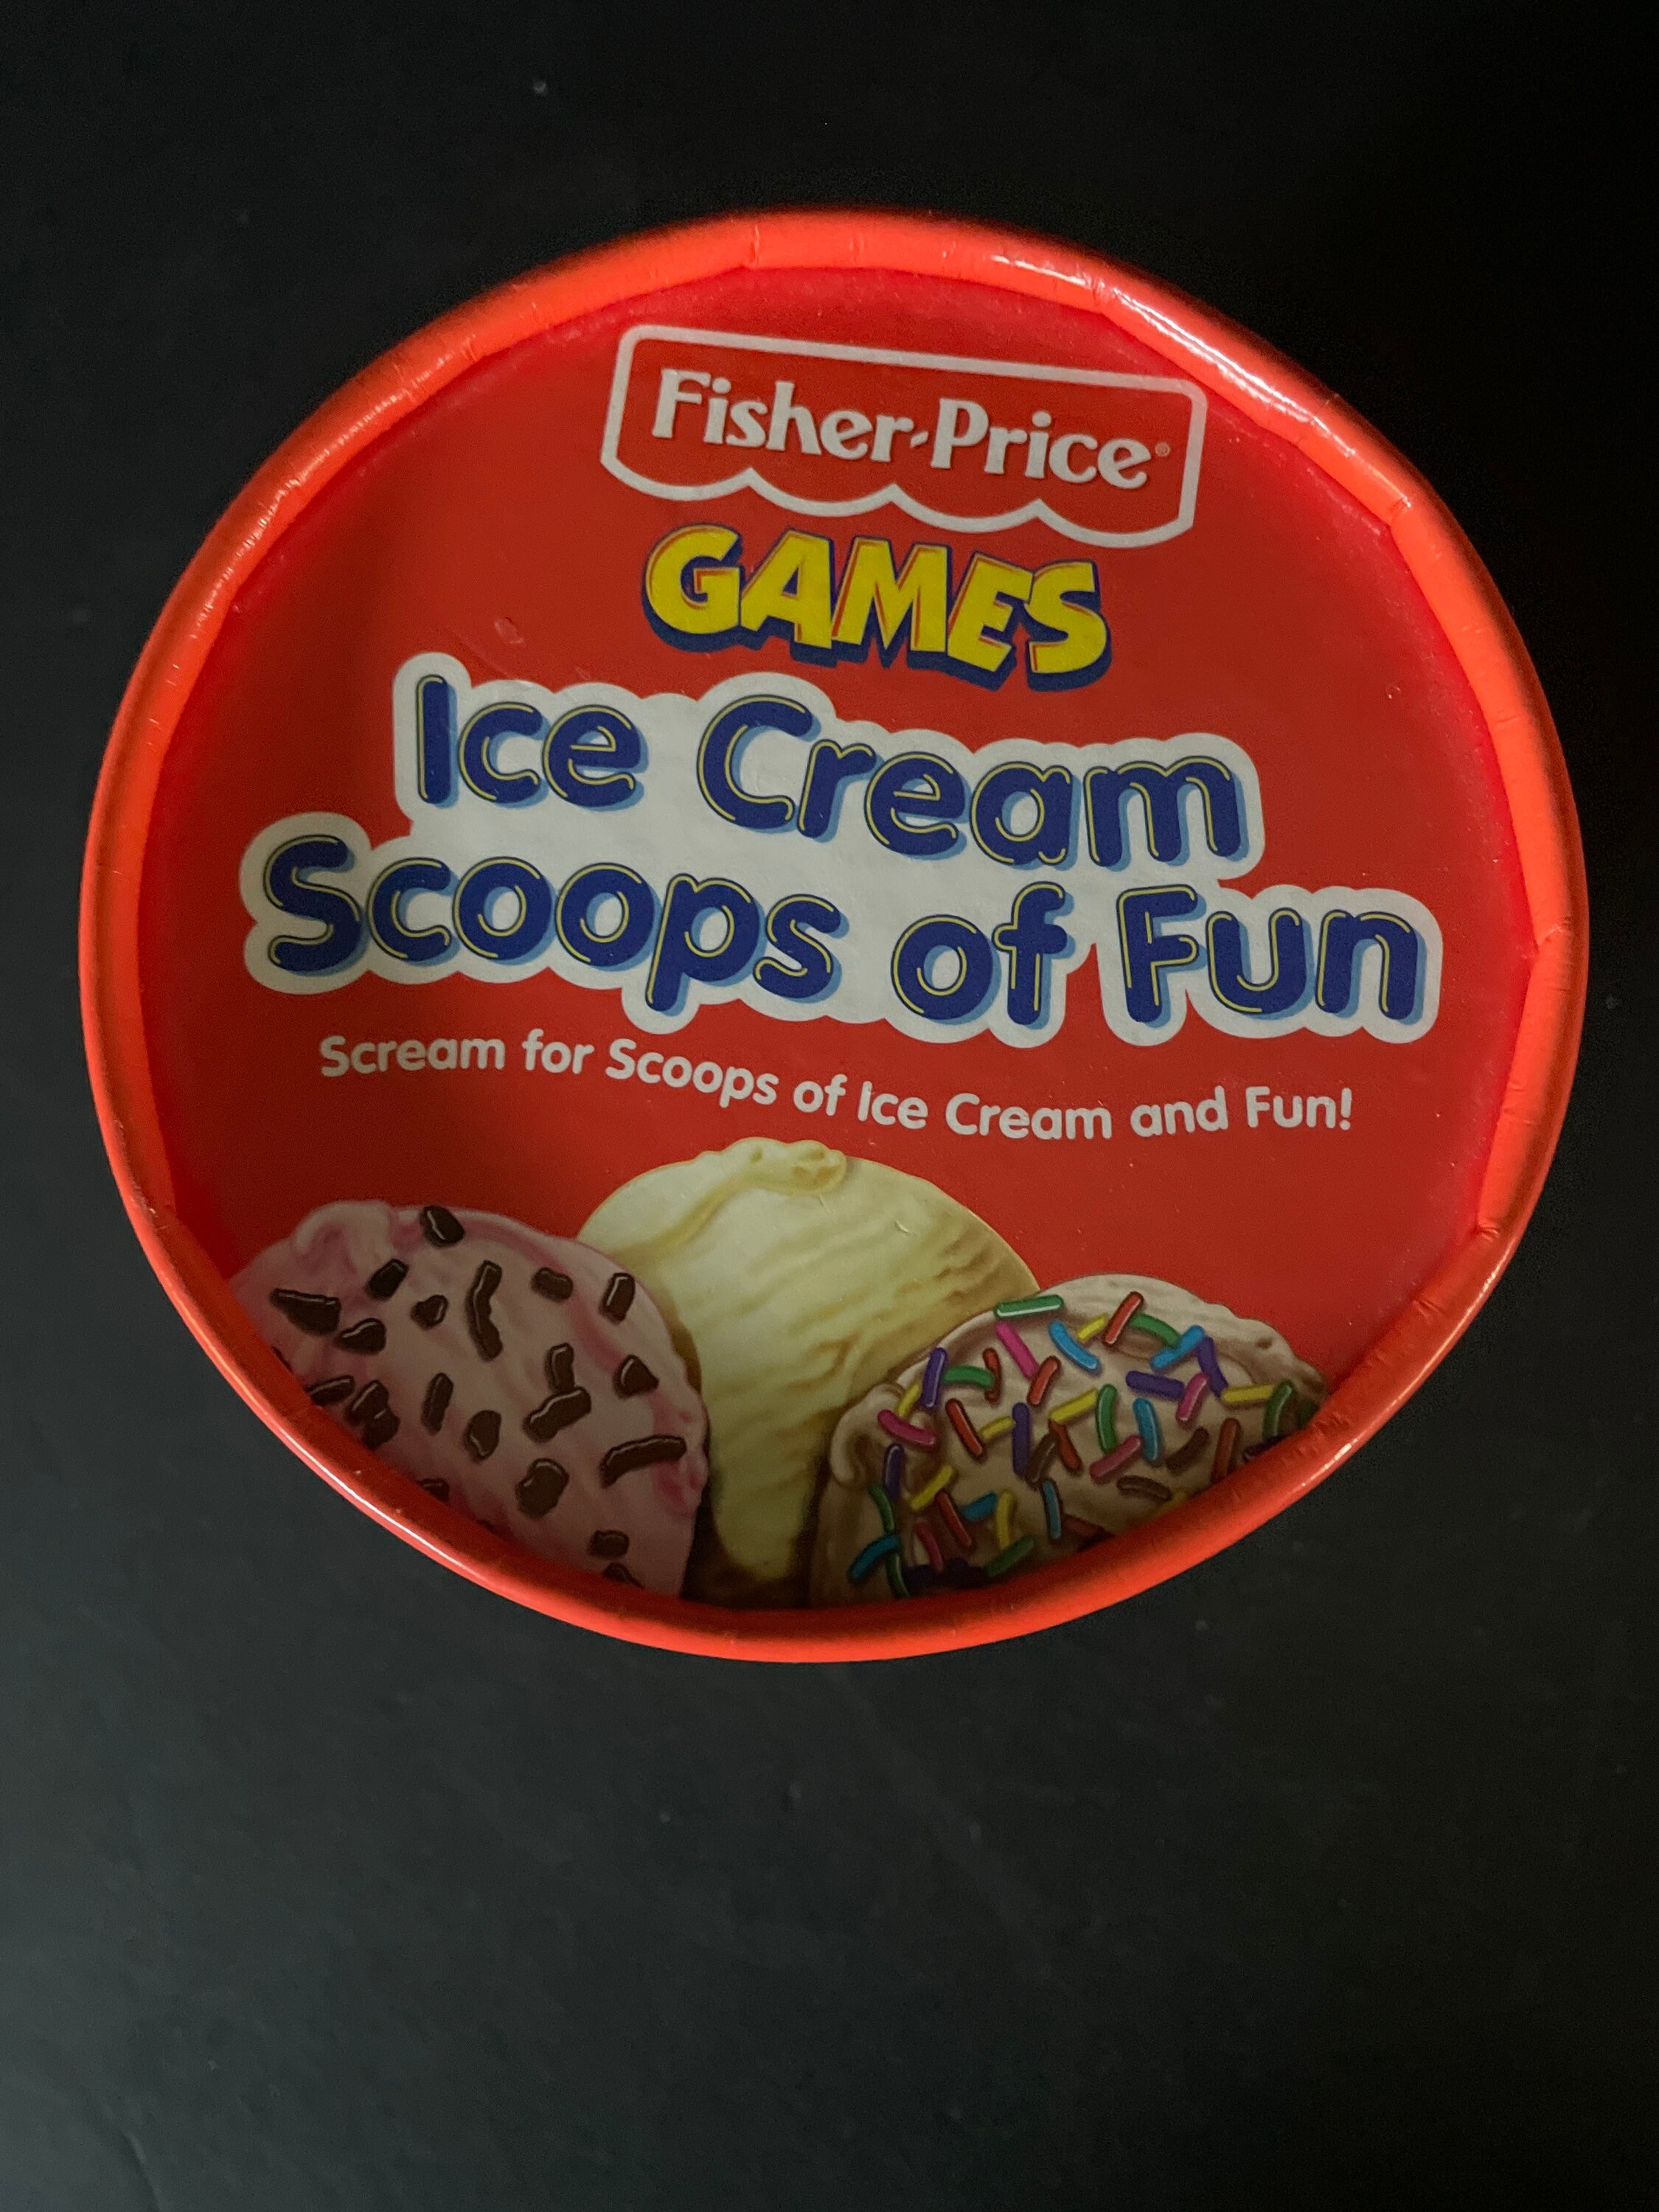 Fisher-Price®
GAMES
Ice Cream
Scoops of Fun
Scream for Scoops of Ice Cream and Fun!